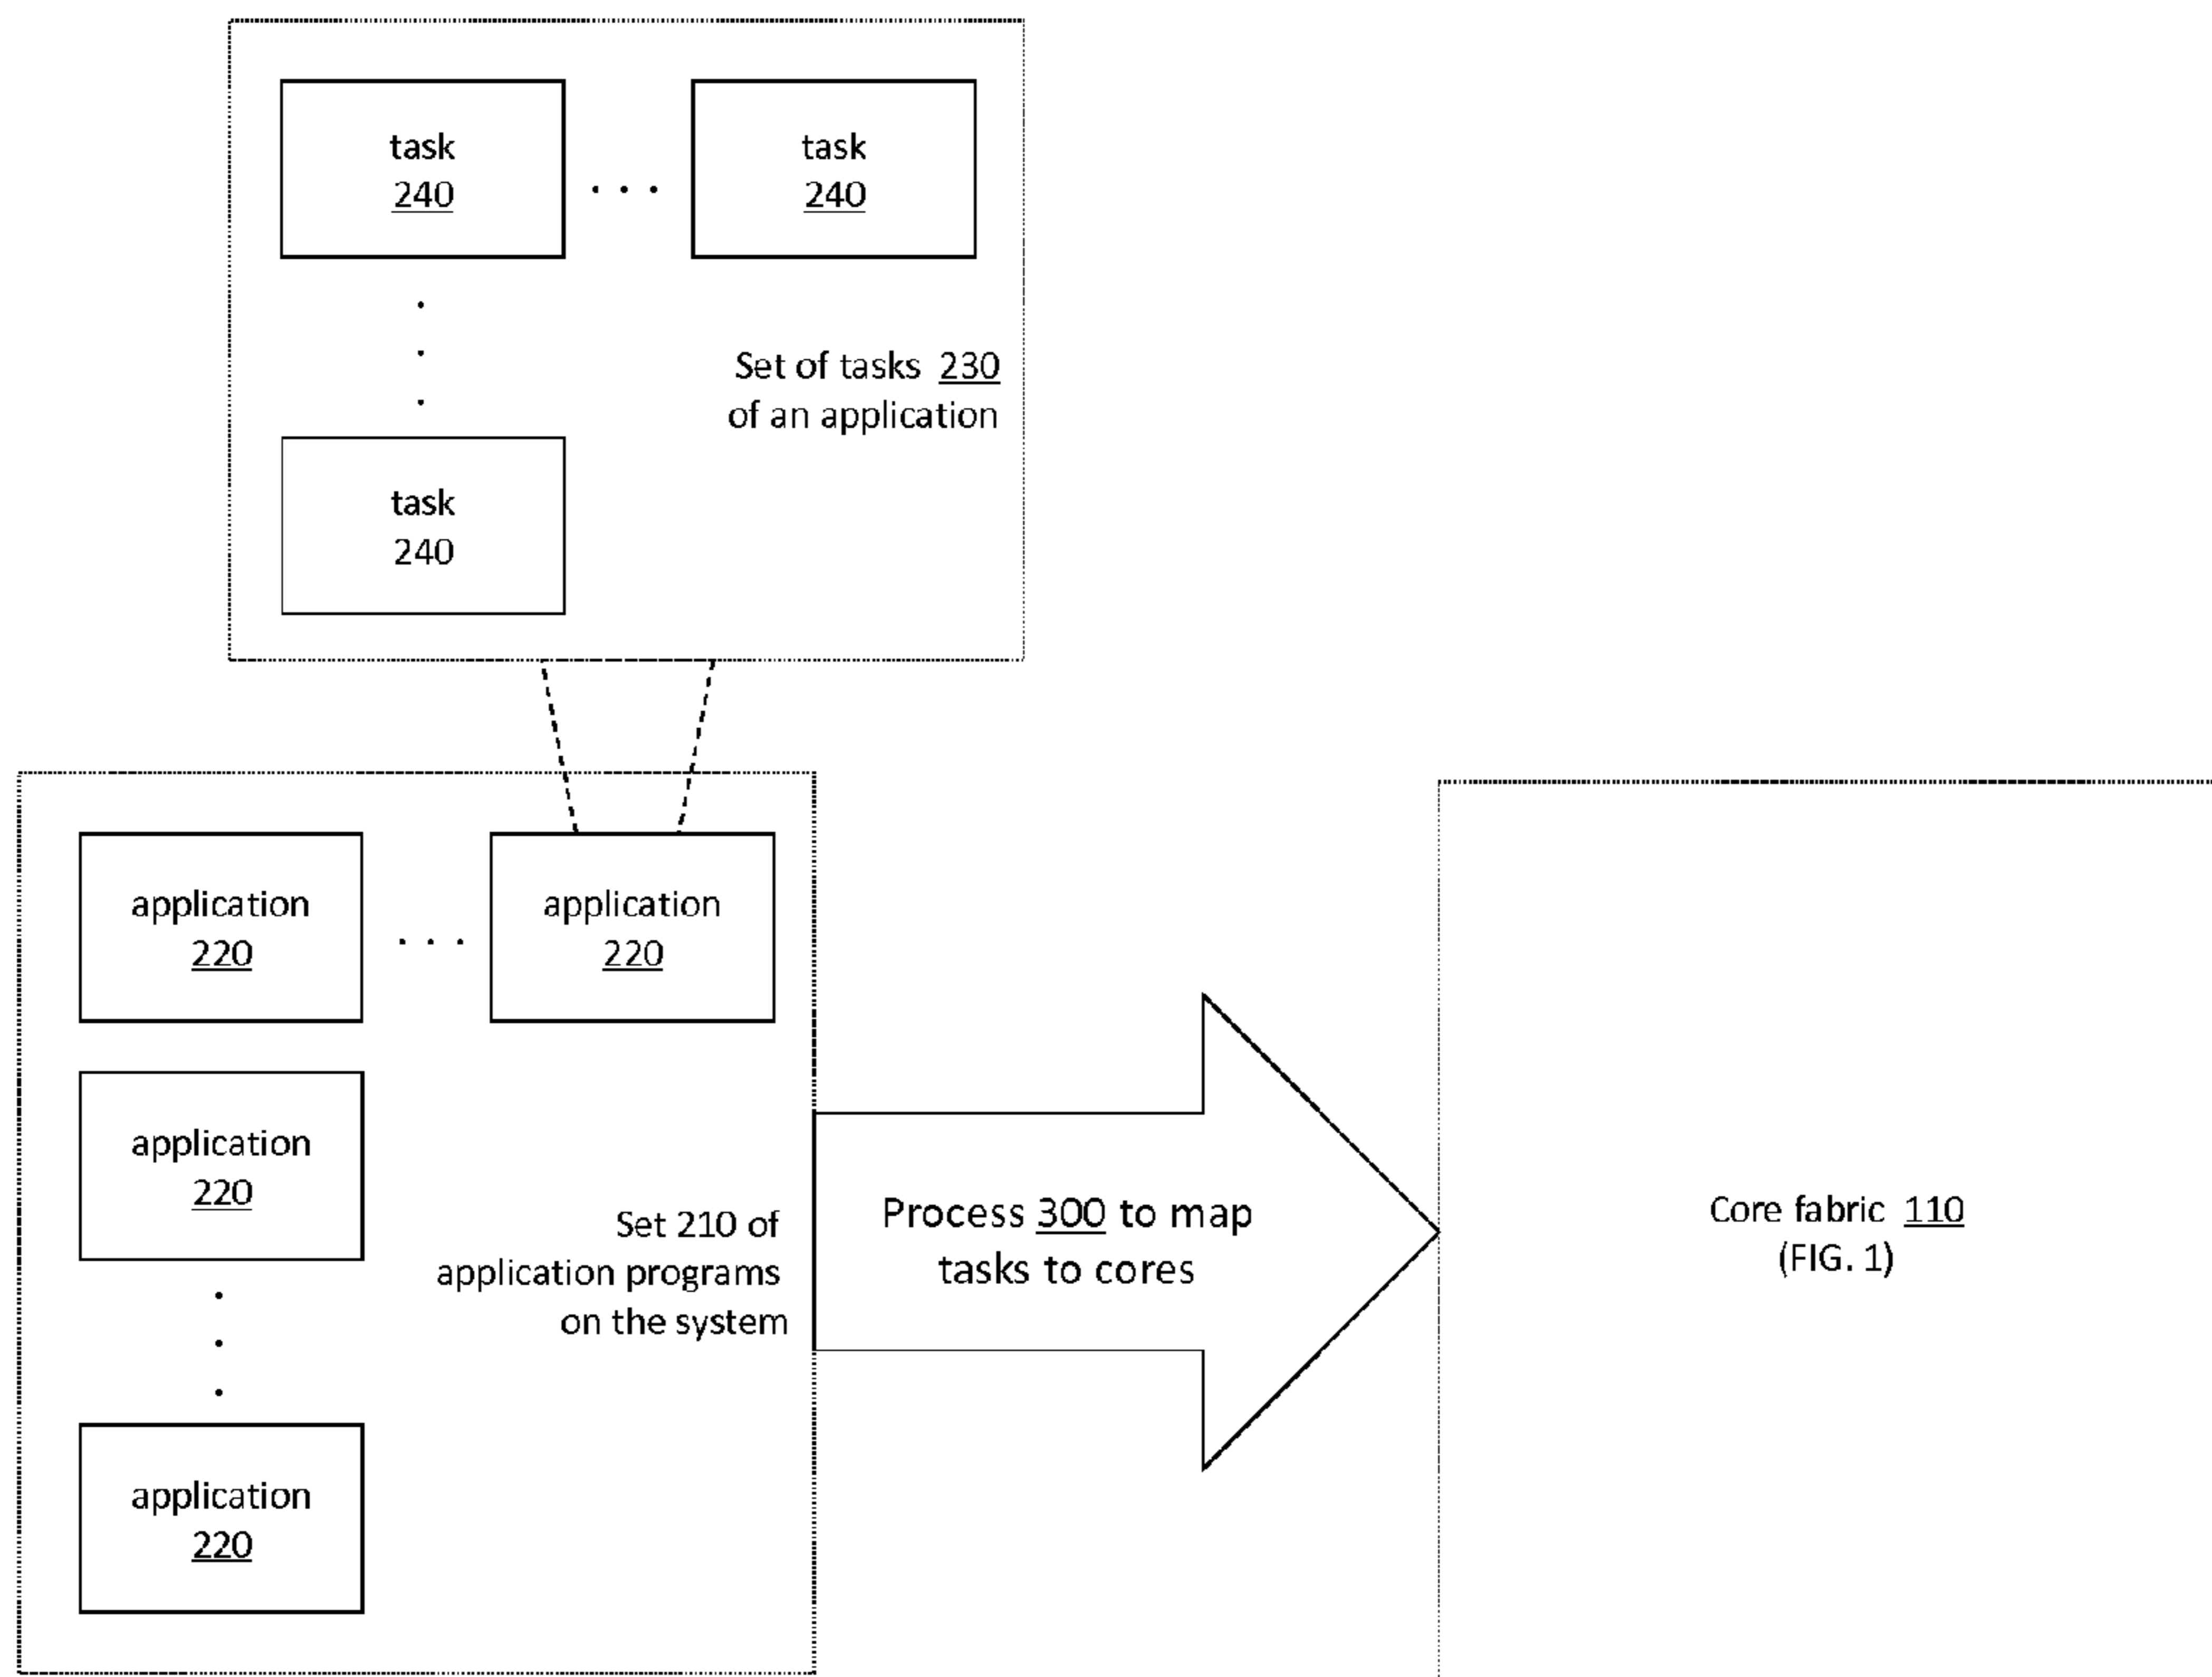 task
240
. . .
task
240
.
.
.
Set of tasks 230
of an application
task
240
application
220
. . .
application
220
application
220
Set 210 of
application programs
on the system
.
.
.
application
220
Process 300 to map
tasks to cores
Core fabric 110
(FIG. 1)